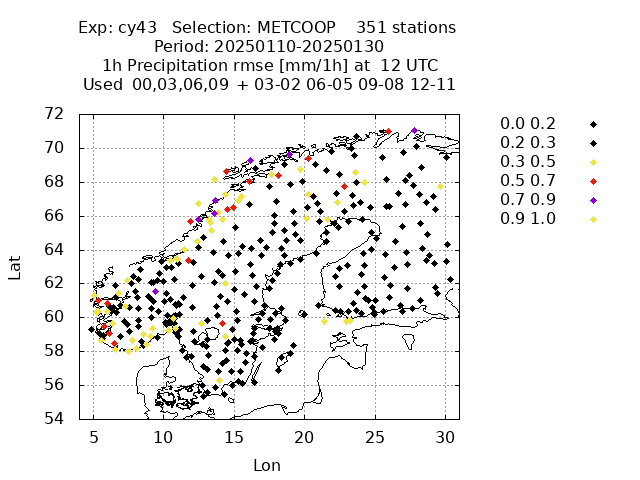 Exp: cy43 Selection: METCOOP 351 stations
Period: 20250110-20250130
1h Precipitation rmse [mm/1h] at 12 UTC
Used 00,03,06,09 + 03-02 06-05 09-08 12-11
72
70
68
66
64
62
60
58
56
54
Lat
5 10 15 20 25 30
Lon
0.0 0.2
0.2 0.3
0.3 0.5
0.5 0.7
0.7 0.9
0.9 1.0